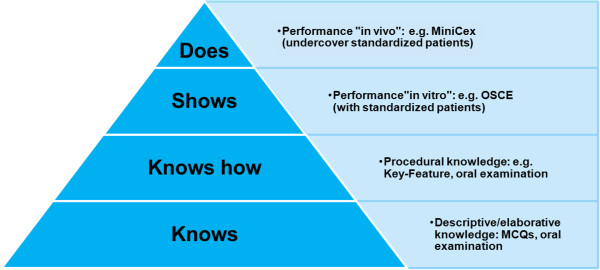 Does
•Performance "in vivo": e.g. MiniCex
(undercover standardized patients)
Shows
•Performance"in vitro": e.g. OSCE
(with standardized patients)
Knows how
•Procedural knowledge: e.g.
Key-Feature, oral examination
Knows
•Descriptive/elaborative
knowledge: MCQs, oral
examination